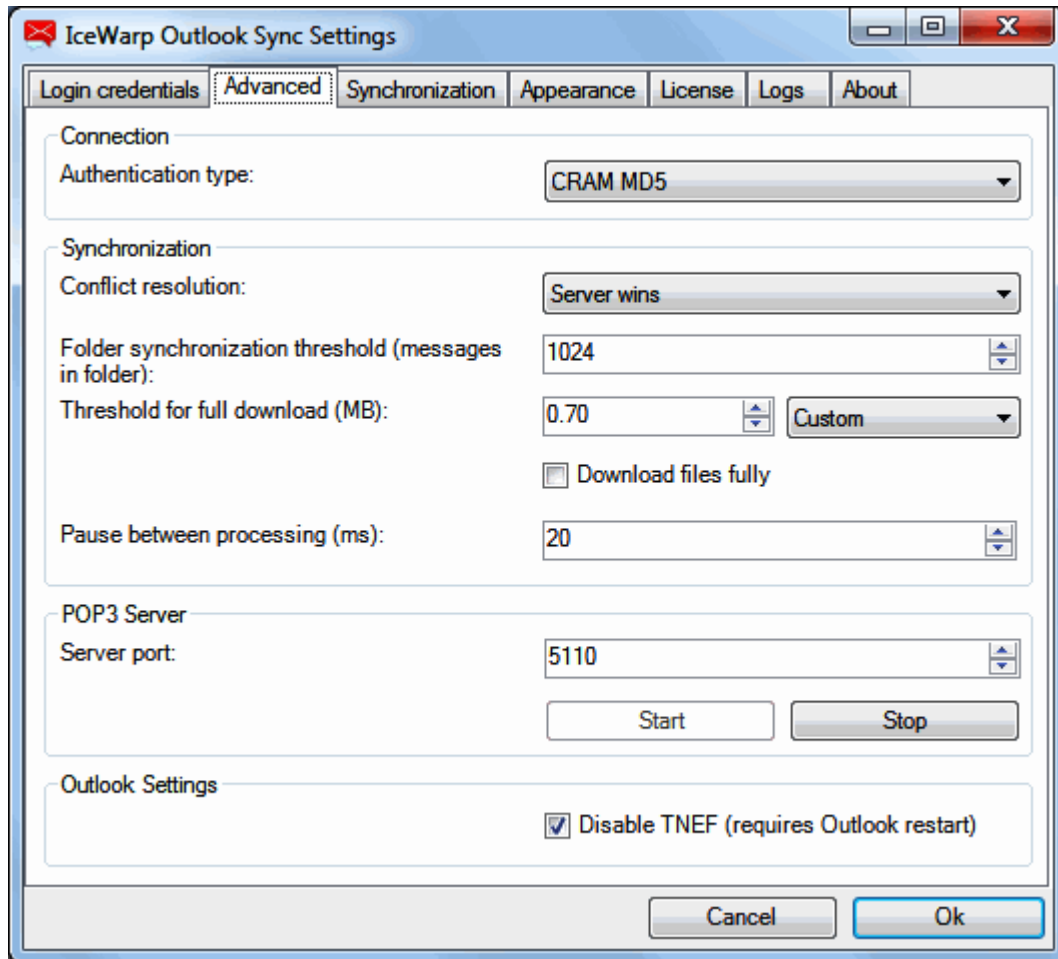 IceWarp Outlook Sync Settings
Login credentials Advanced Synchronization Appearance License Logs About
Connection
Authentication type: CRAM MD5
Synchronization
Conflict resolution: Server wins
Folder synchronization threshold (messages
in folder): 1024
Threshold for full download (MB): 0.70 Custom
Download files fully
Pause between processing (ms): 20
POP3 Server
Server port: 5110
Start Stop
Outlook Settings
Disable TNEF (requires Outlook restart)
Cancel Ok